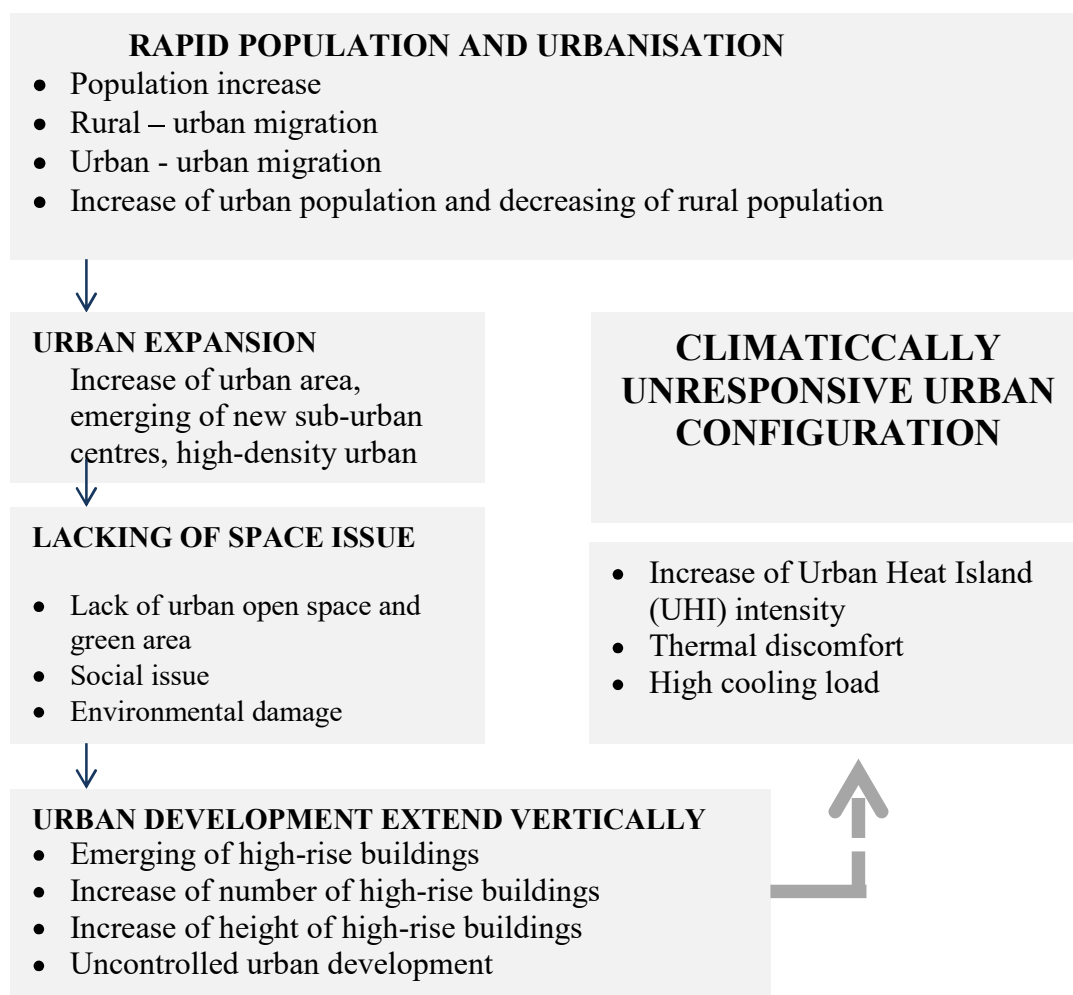 RAPID POPULATION AND URBANISATION
• Population increase
• Rural – urban migration
• Urban - urban migration
• Increase of urban population and decreasing of rural population
URBAN EXPANSION
Increase of urban area,
emerging of new sub-urban
centres, high-density urban
LACKING OF SPACE ISSUE
• Lack of urban open space and
green area
• Social issue
• Environmental damage
URBAN DEVELOPMENT EXTEND VERTICALLY
• Emerging of high-rise buildings
• Increase of number of high-rise buildings
• Increase of height of high-rise buildings
• Uncontrolled urban development
CLIMATICCALLY
UNRESPONSIVE URBAN
CONFIGURATION
• Increase of Urban Heat Island
(UHI) intensity
• Thermal discomfort
• High cooling load